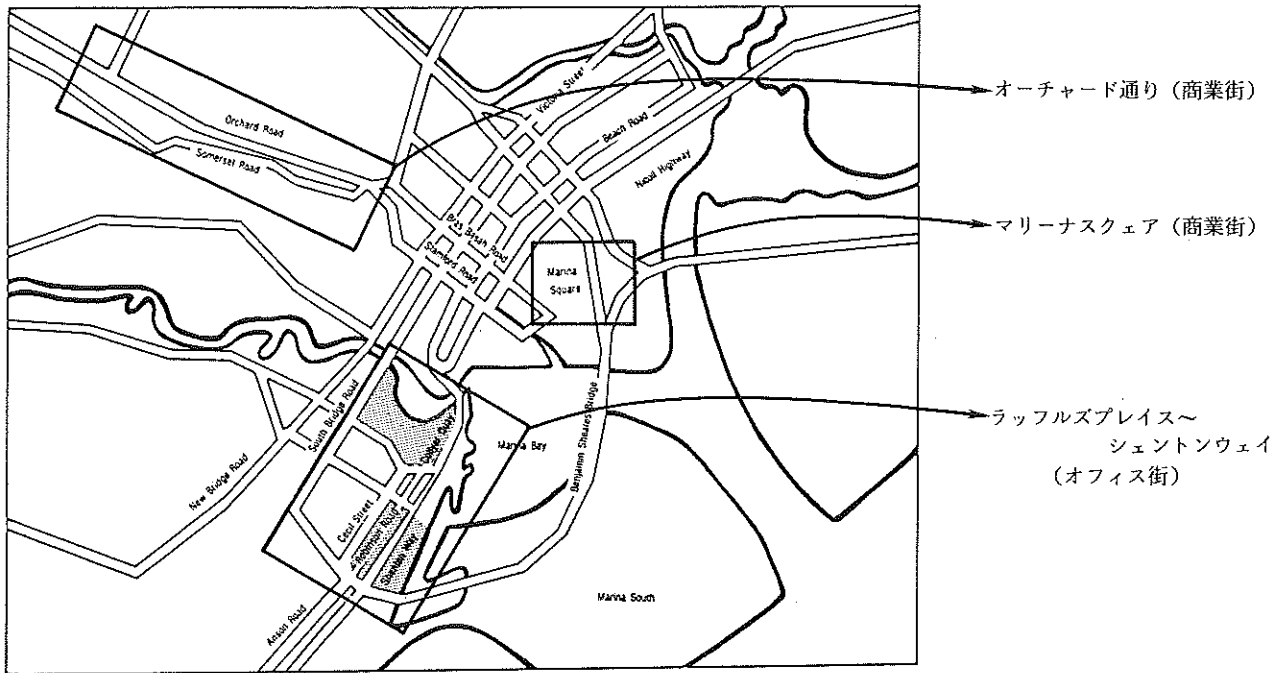 オーチャード通り（商業街）
マリーナスクェア（商業街）
ラッフルズプレイス～
シェントンウェイ
（オフィス街）
Orchard Road
Somerset Road
Victoria Street
Beach Road
Nicoll Highway
Bras Basah Road
Stamford Road
Marina
Square
South Bridge Road
New Bridge Road
Collyer Quay
Marina Bay
Benjamin Sheares Bridge
Cecil Street
Robinson Road
Shenton Way
Anson Road
Marina South